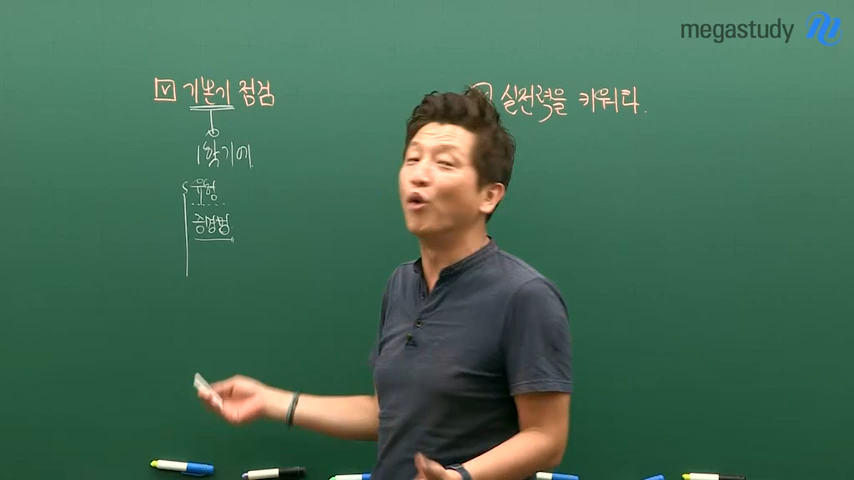 megastudy
☑ 기본기 점검
1학기에
유형
증명법
실전력을 키워라.